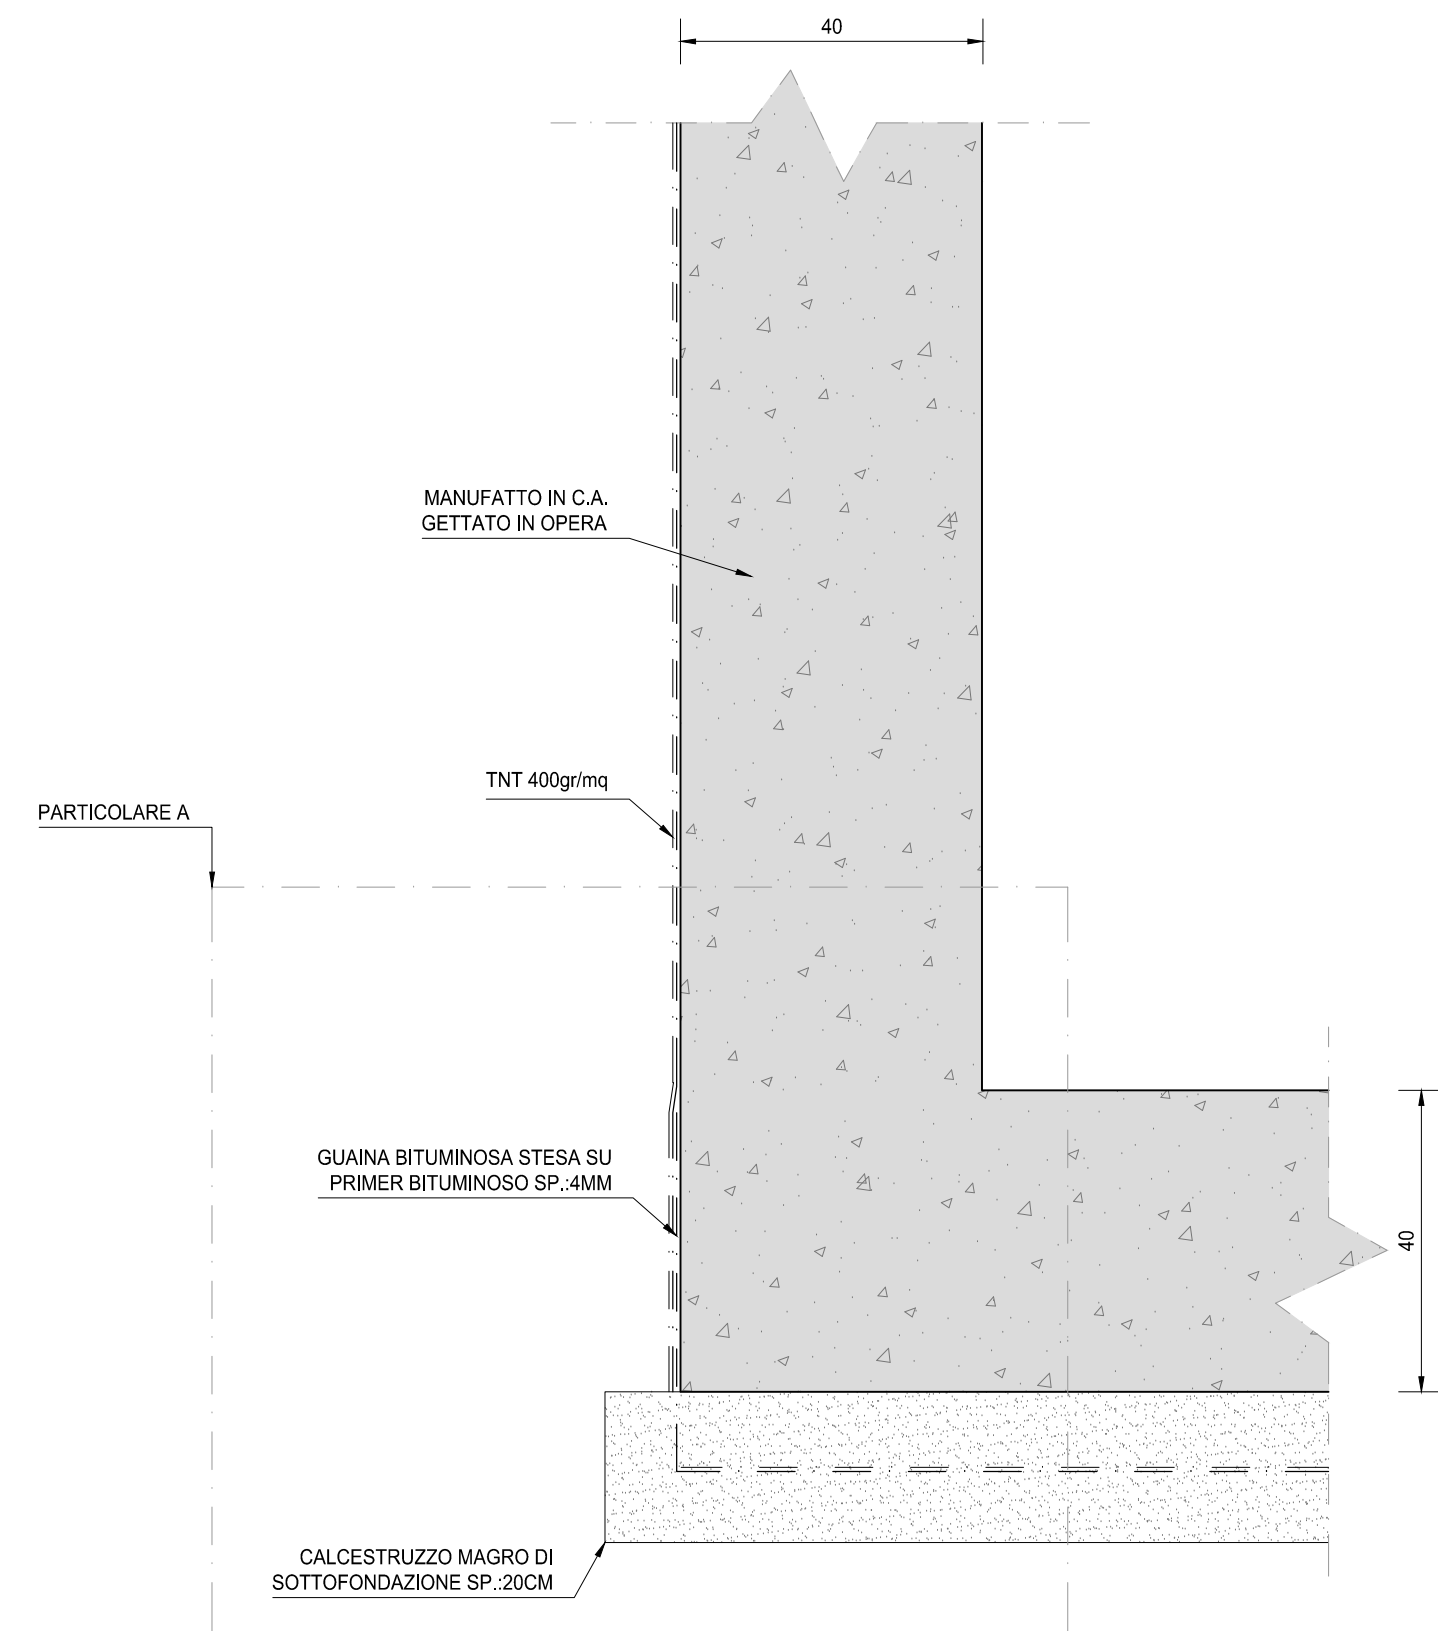 40
MANUFATTO IN C.A.
GETTATO IN OPERA
TNT 400gr/mq
PARTICOLARE A
GUAINA BITUMINOSA STESA SU
PRIMER BITUMINOSO SP.:4MM
40
CALCESTRUZZO MAGRO DI
SOTTOFONDAZIONE SP.:20CM